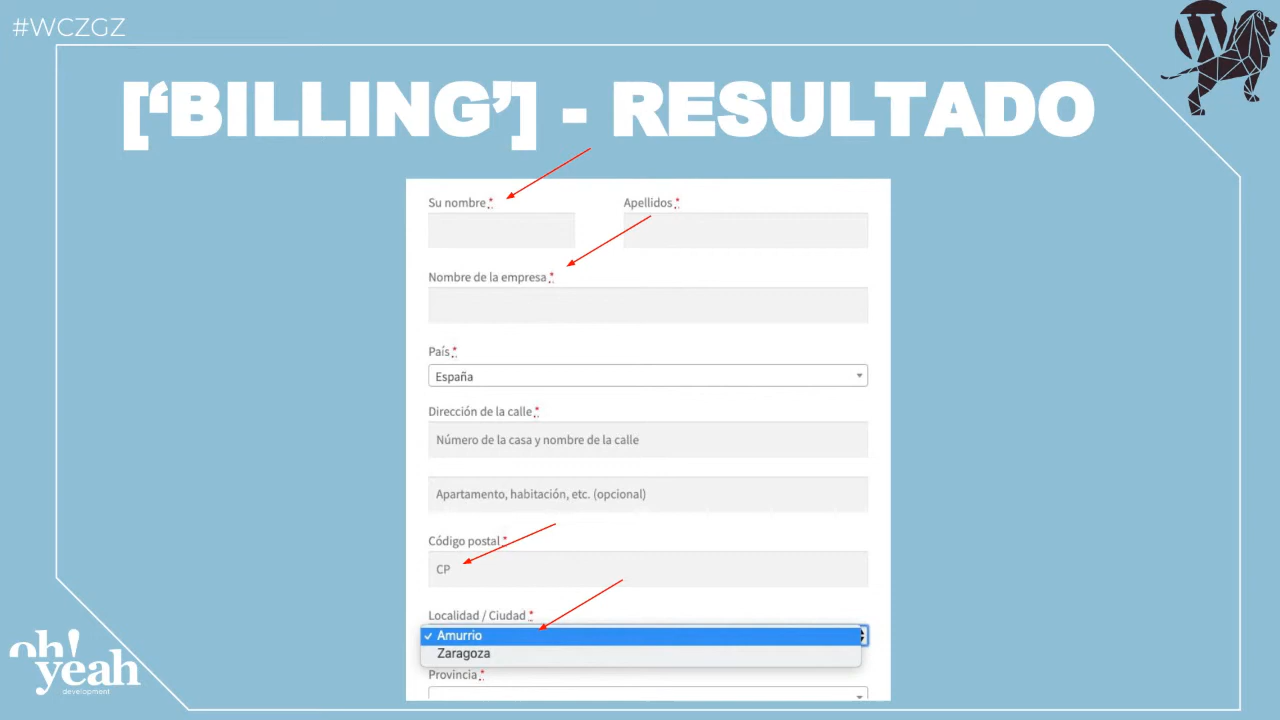 #WCZGZ
[‘BILLING’] - RESULTADO
Su nombre * Apellidos *
Nombre de la empresa *
País *
España
Dirección de la calle *
Número de la casa y nombre de la calle
Apartamento, habitación, etc. (opcional)
Código postal *
CP
Localidad / Ciudad *
✓ Amurrio
Zaragoza
Provincia *
oh!
yeah
development